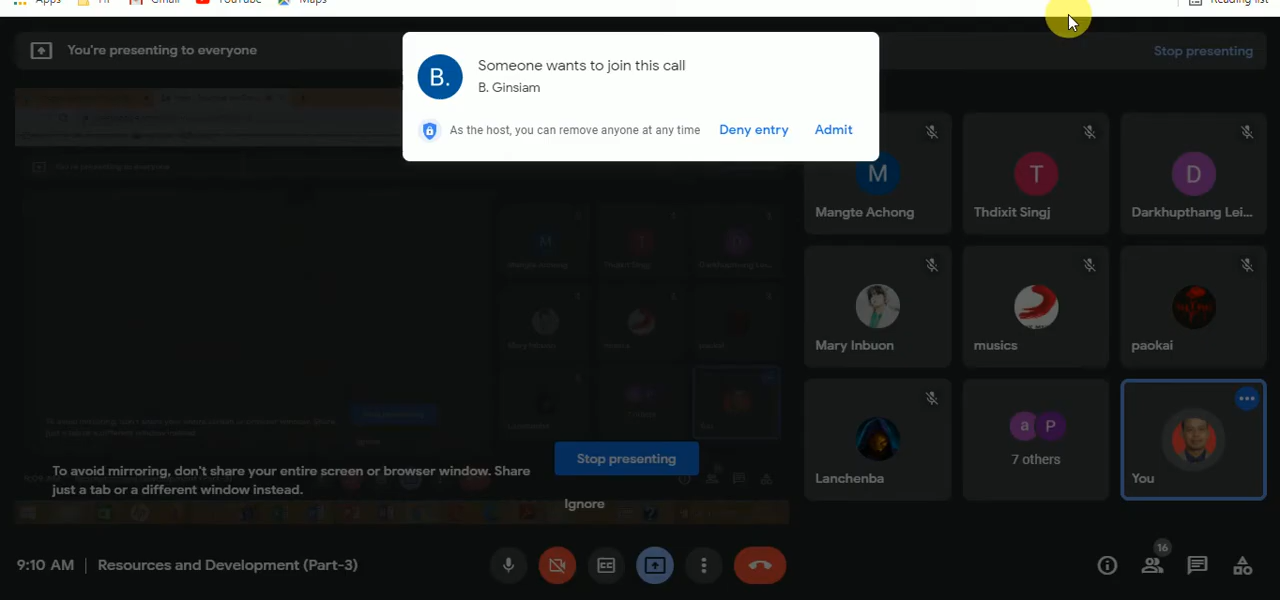 Apps
Gmail
YouTube
Maps
Reading list
You're presenting to everyone
Stop presenting
B.
Someone wants to join this call
B. Ginsiam
As the host, you can remove anyone at any time
Deny entry
Admit
M
Mangte Achong
T
Thdixit Singj
D
Darkhupthang Lei...
Mary Inbuon
musics
paokai
Lanchenba
a P
7 others
You
To avoid mirroring, don't share your entire screen or browser window. Share
just a tab or a different window instead.
Stop presenting
Ignore
9:10 AM | Resources and Development (Part-3)
16